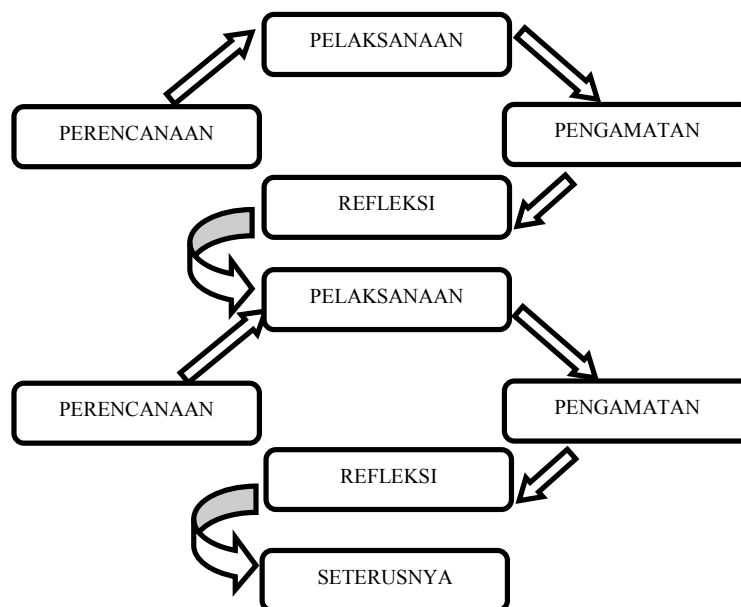 PELAKSANAAN
PERENCANAAN
PENGAMATAN
REFLEKSI
PELAKSANAAN
PERENCANAAN
PENGAMATAN
REFLEKSI
SETERUSNYA